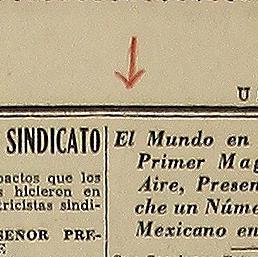 SINDICATO
pactos que los
s hicieron en
tricistas sindi-
SEÑOR PRE-
El Mundo en
Primer Mag
Aire, Presen
che un Núme
Mexicano en